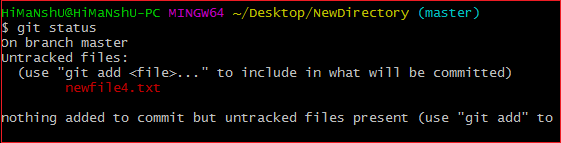 HiMaNshU@HiMaNshU-PC MINGW64 ~/Desktop/NewDirectory (master)
$ git status
On branch master
Untracked files:
  (use "git add <file>..." to include in what will be committed)
        newfile4.txt

nothing added to commit but untracked files present (use "git add" to